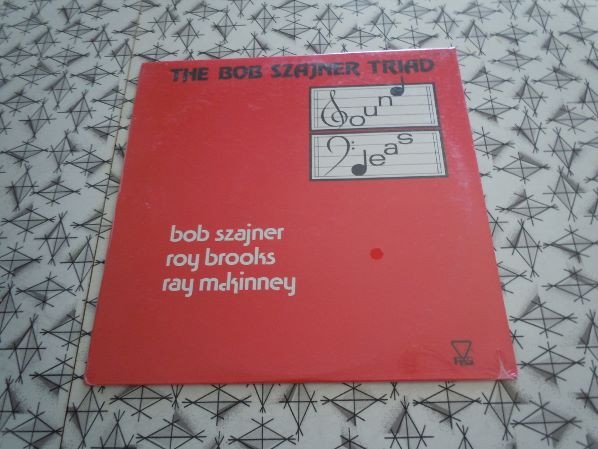 THE BOB SZAJNER TRIAD
Sound
Ideas
bob szajner
roy brooks
ray mckinney